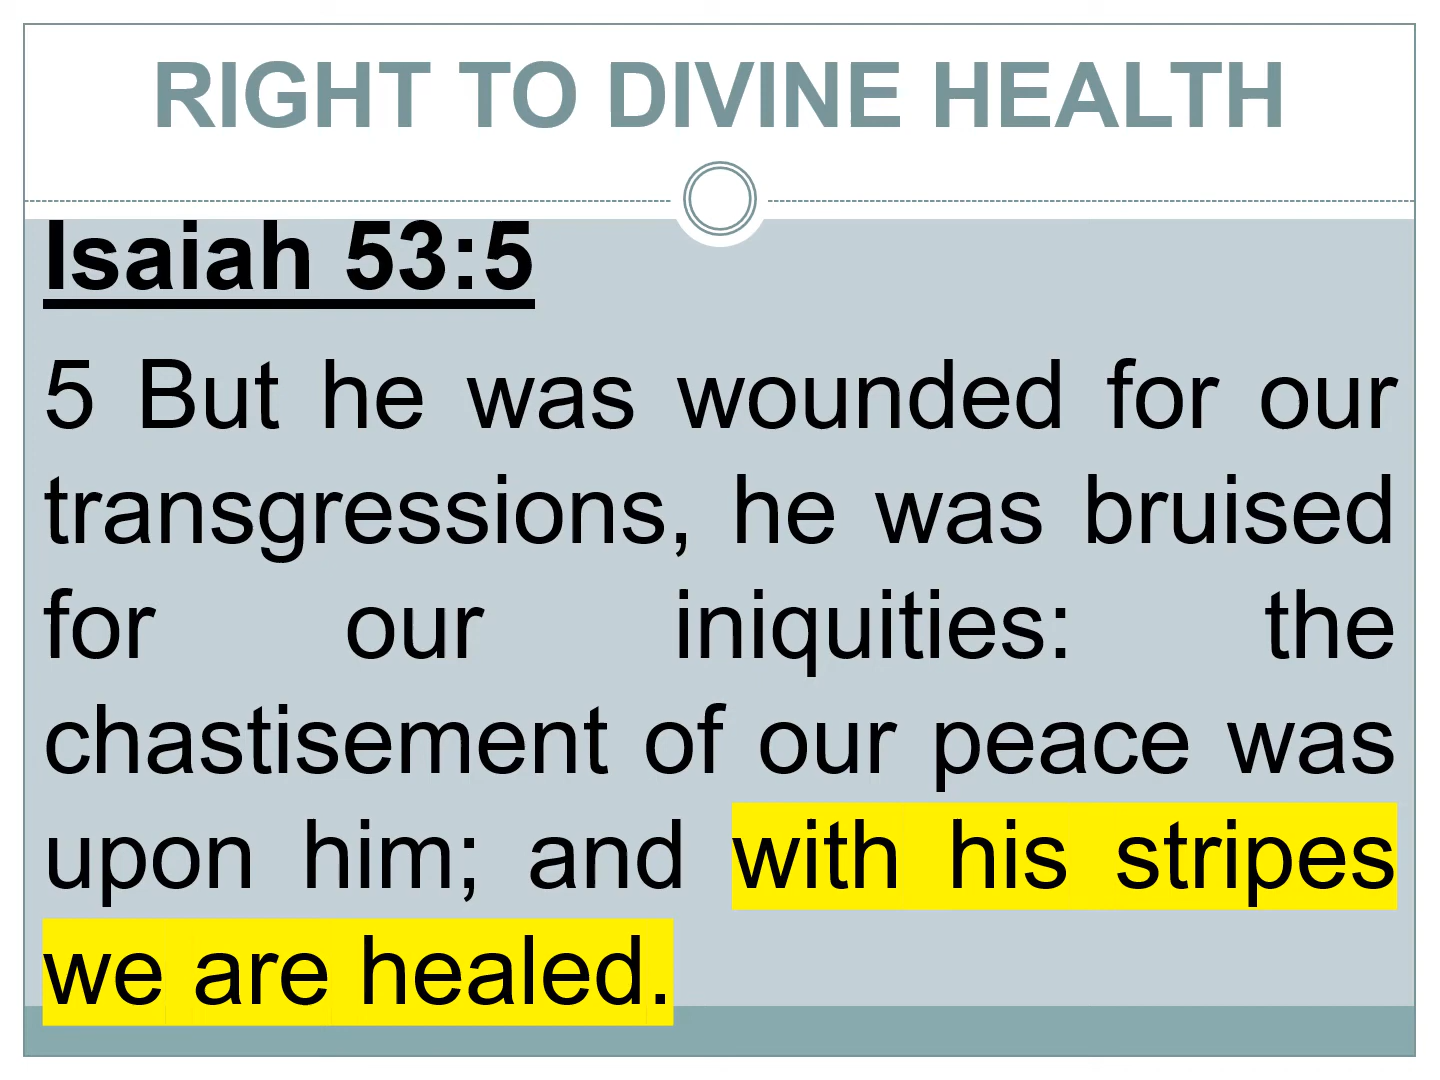 RIGHT TO DIVINE HEALTH
Isaiah 53:5
5 But he was wounded for our
transgressions, he was bruised
for our iniquities: the
chastisement of our peace was
upon him; and with his stripes
we are healed.